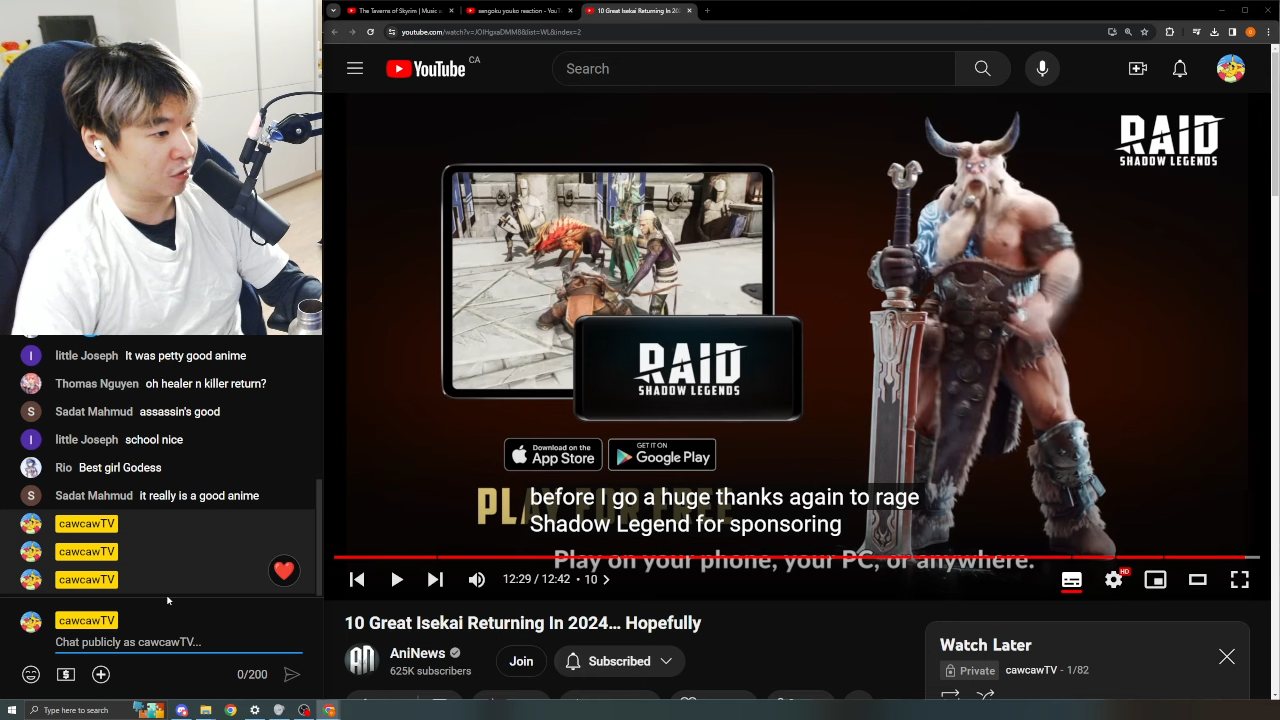 The Taverns of Skyrim | Music
sengoku youko reaction - YouT
10 Great Isekai Returning In 202
youtube.com/watch?v=JOIHgxaDMM8&list=WL&index=2
YouTube CA
Search
RAID
SHADOW LEGENDS
RAID
SHADOW LEGENDS
Download on the
App Store
GET IT ON
Google Play
before I go a huge thanks again to rage
Shadow Legend for sponsoring
Play on your phone, your PC, or anywhere.
12:29 / 12:42 • 10
HD
10 Great Isekai Returning In 2024... Hopefully
AniNews
625K subscribers
Join
Subscribed
Watch Later
Private cawcawTV - 1/82
little Joseph It was petty good anime
Thomas Nguyen oh healer n killer return?
Sadat Mahmud assassin's good
little Joseph school nice
Rio Best girl Godess
Sadat Mahmud it really is a good anime
cawcawTV
cawcawTV
cawcawTV
cawcawTV
Chat publicly as cawcawTV...
0/200
Type here to search